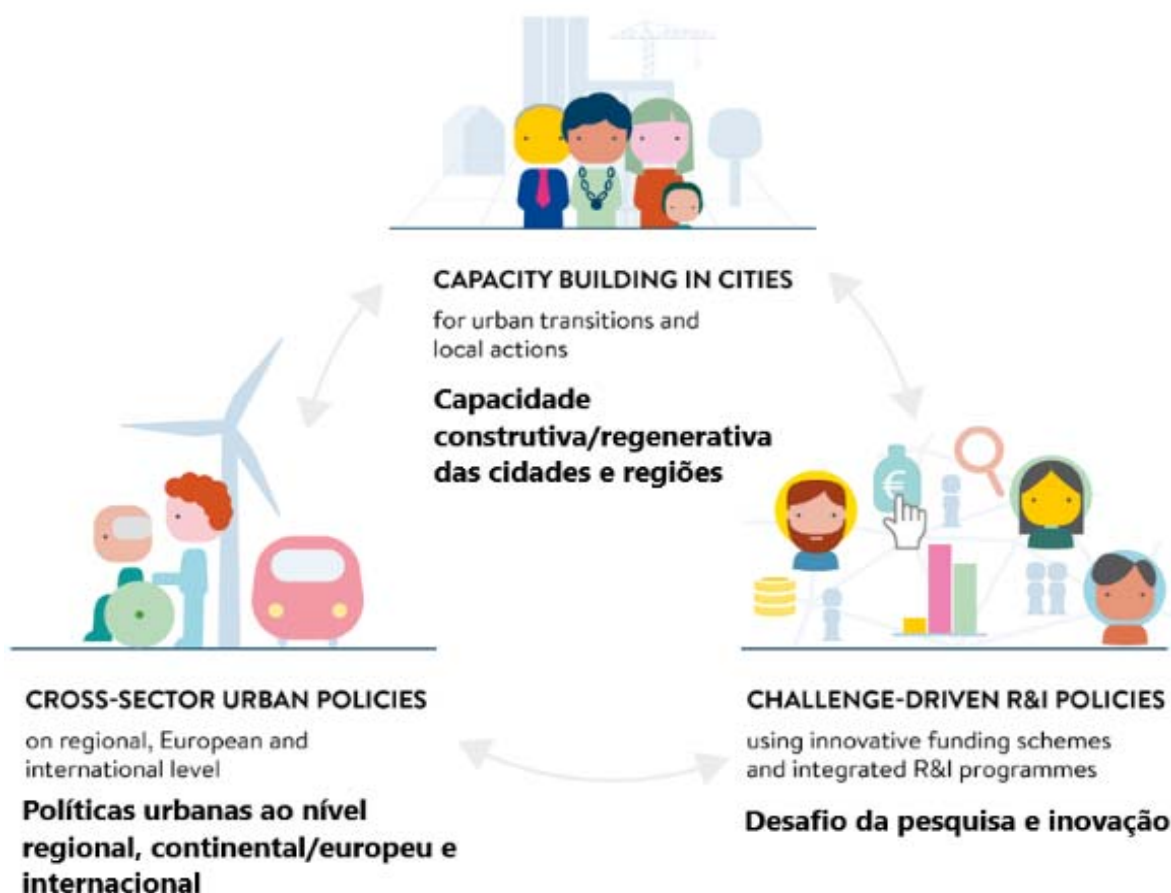 CAPACITY BUILDING IN CITIES
for urban transitions and
local actions
Capacidade
construtiva/regenerativa
das cidades e regiões
€
CROSS-SECTOR URBAN POLICIES
on regional, European and
international level
Políticas urbanas ao nível
regional, continental/europeu e
internacional
CHALLENGE-DRIVEN R&I POLICIES
using innovative funding schemes
and integrated R&I programmes
Desafio da pesquisa e inovação